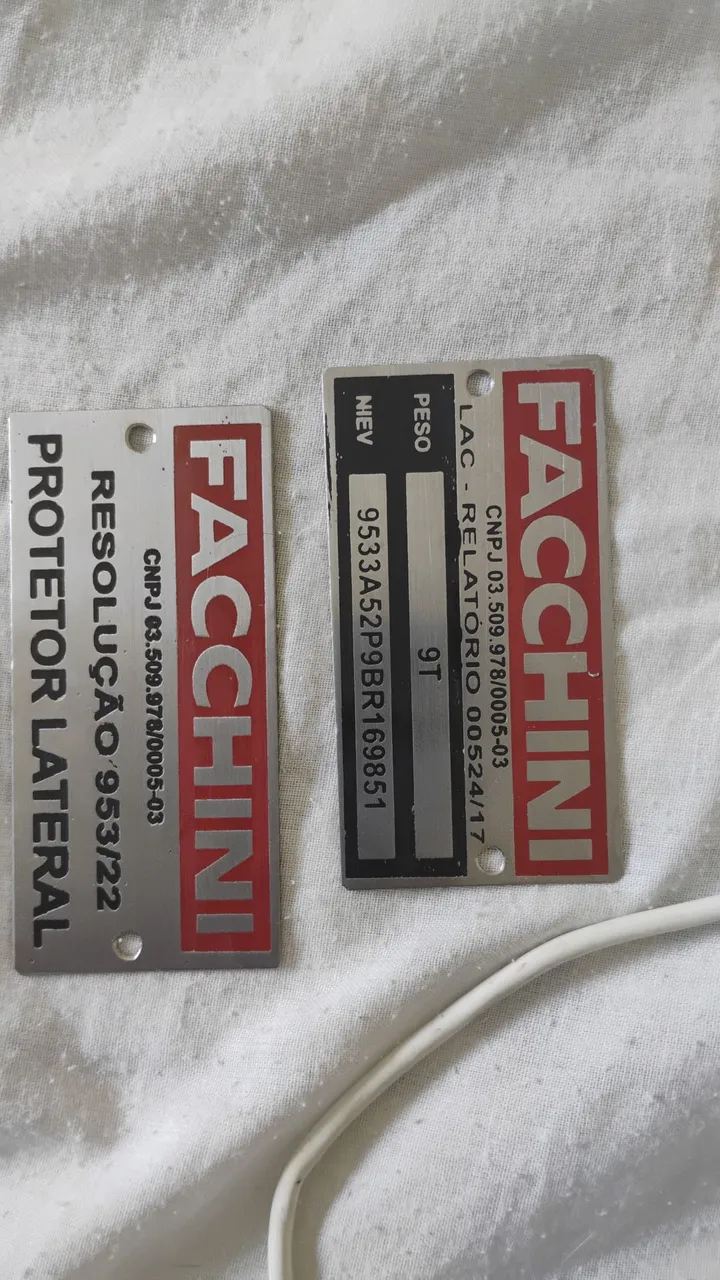 FACCHINI
CNPJ 03.509.978/0005-03
RESOLUÇÃO 953/22
PROTETOR LATERAL
FACCHINI
CNPJ 03.509.978/0005-03
LAC - RELATÓRIO 00524/17
PESO 9T
NIEV 9533A52P9BR169851